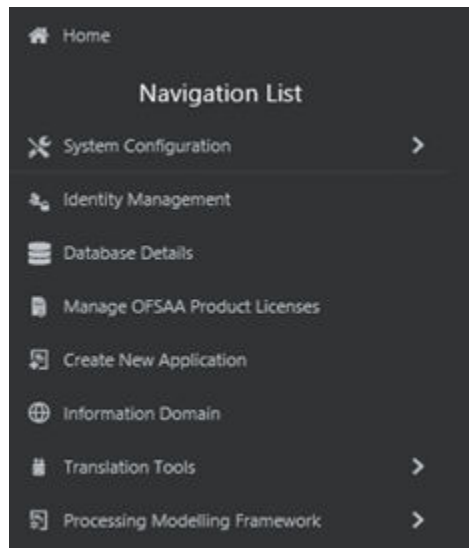 Home
Navigation List
System Configuration
Identity Management
Database Details
Manage OFSAA Product Licenses
Create New Application
Information Domain
Translation Tools
Processing Modelling Framework